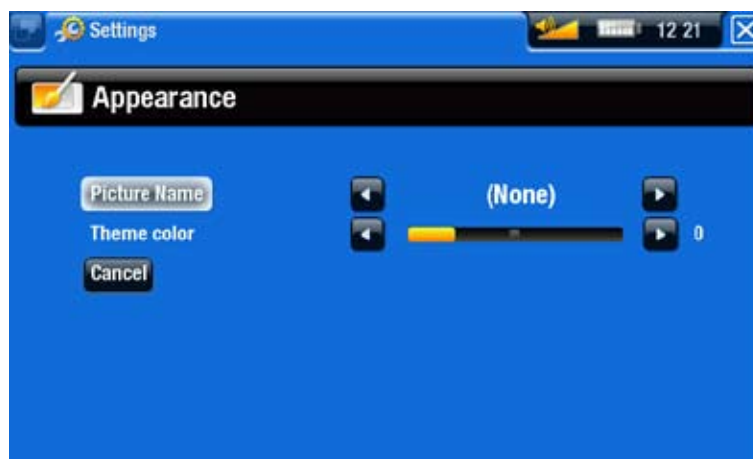 Settings
12 21
Appearance
Picture Name
(None)
Theme color
0
Cancel